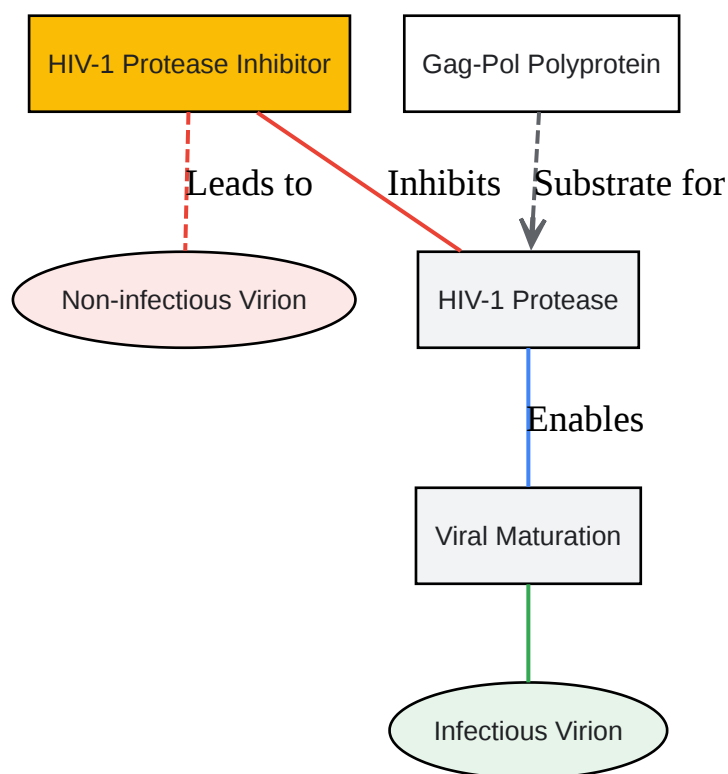 HIV-1 Protease Inhibitor
Gag-Pol Polyprotein
Leads to
Inhibits
Substrate for
Non-infectious Virion
HIV-1 Protease
Enables
Viral Maturation
Infectious Virion